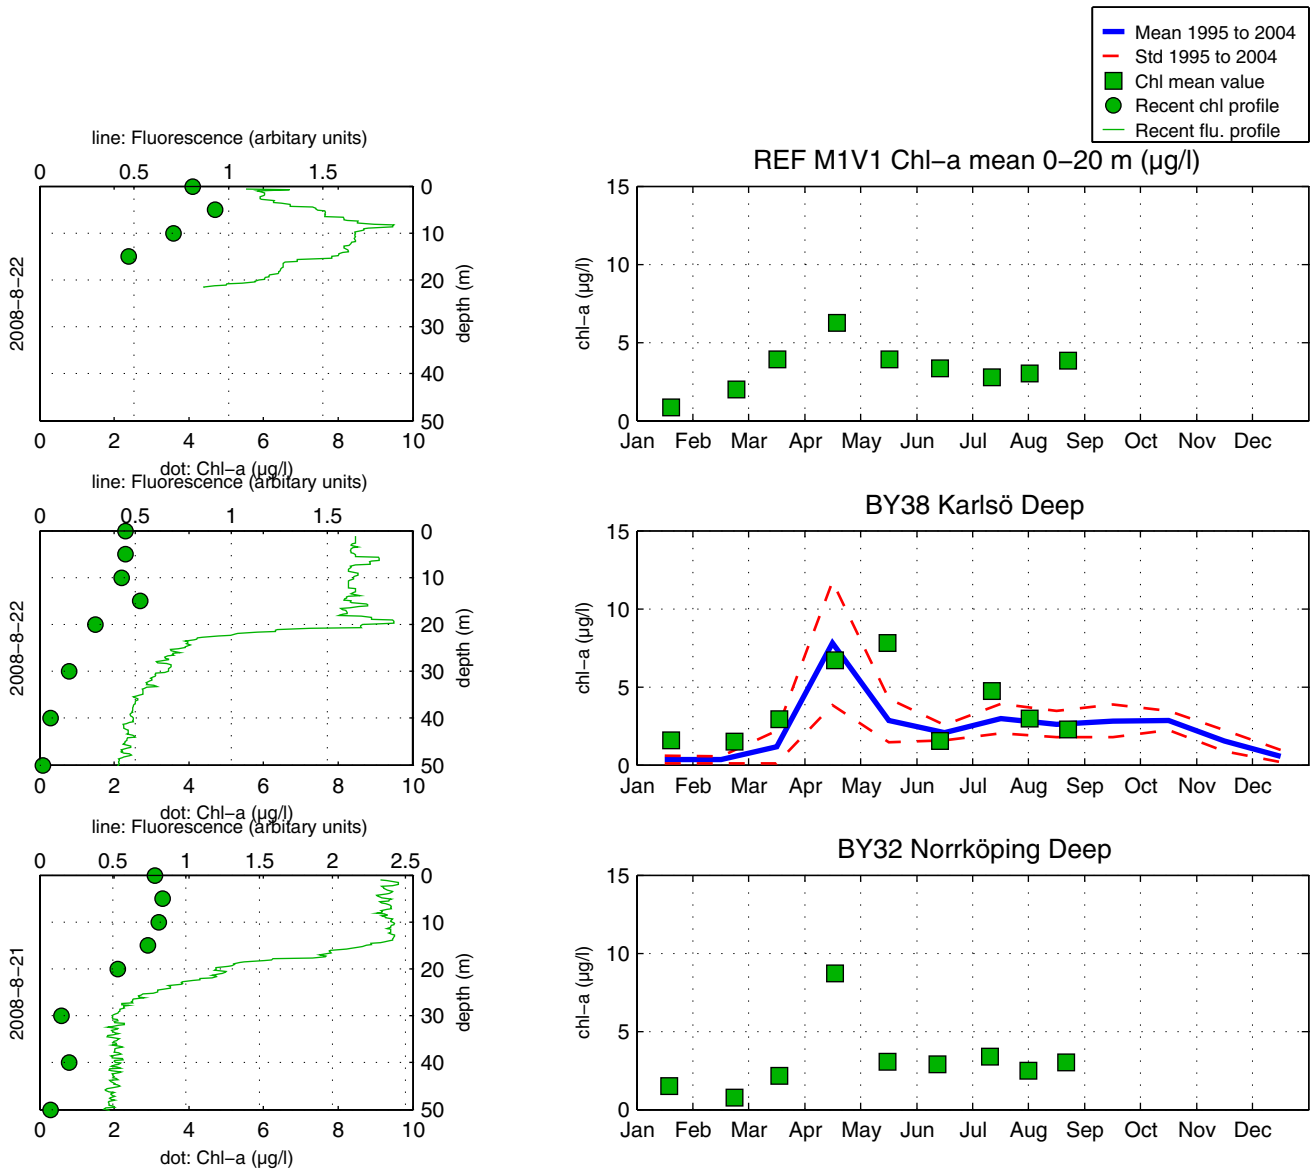 Mean 1995 to 2004
Std 1995 to 2004
Chl mean value
Recent chl profile
Recent flu. profile
line: Fluorescence (arbitary units)
0 0.5 1 1.5
0
10
20
30
40
50
depth (m)
2008-8-22
0 2 4 6 8 10
dot: Chl-a (µg/l)
REF M1V1 Chl-a mean 0-20 m (µg/l)
15
10
5
0
chl-a (µg/l)
Jan Feb Mar Apr May Jun Jul Aug Sep Oct Nov Dec
line: Fluorescence (arbitary units)
0 0.5 1 1.5
0
10
20
30
40
50
depth (m)
2008-8-22
0 2 4 6 8 10
dot: Chl-a (µg/l)
BY38 Karlsö Deep
15
10
5
0
chl-a (µg/l)
Jan Feb Mar Apr May Jun Jul Aug Sep Oct Nov Dec
line: Fluorescence (arbitary units)
0 0.5 1 1.5 2 2.5
0
10
20
30
40
50
depth (m)
2008-8-21
0 2 4 6 8 10
dot: Chl-a (µg/l)
BY32 Norrköping Deep
15
10
5
0
chl-a (µg/l)
Jan Feb Mar Apr May Jun Jul Aug Sep Oct Nov Dec